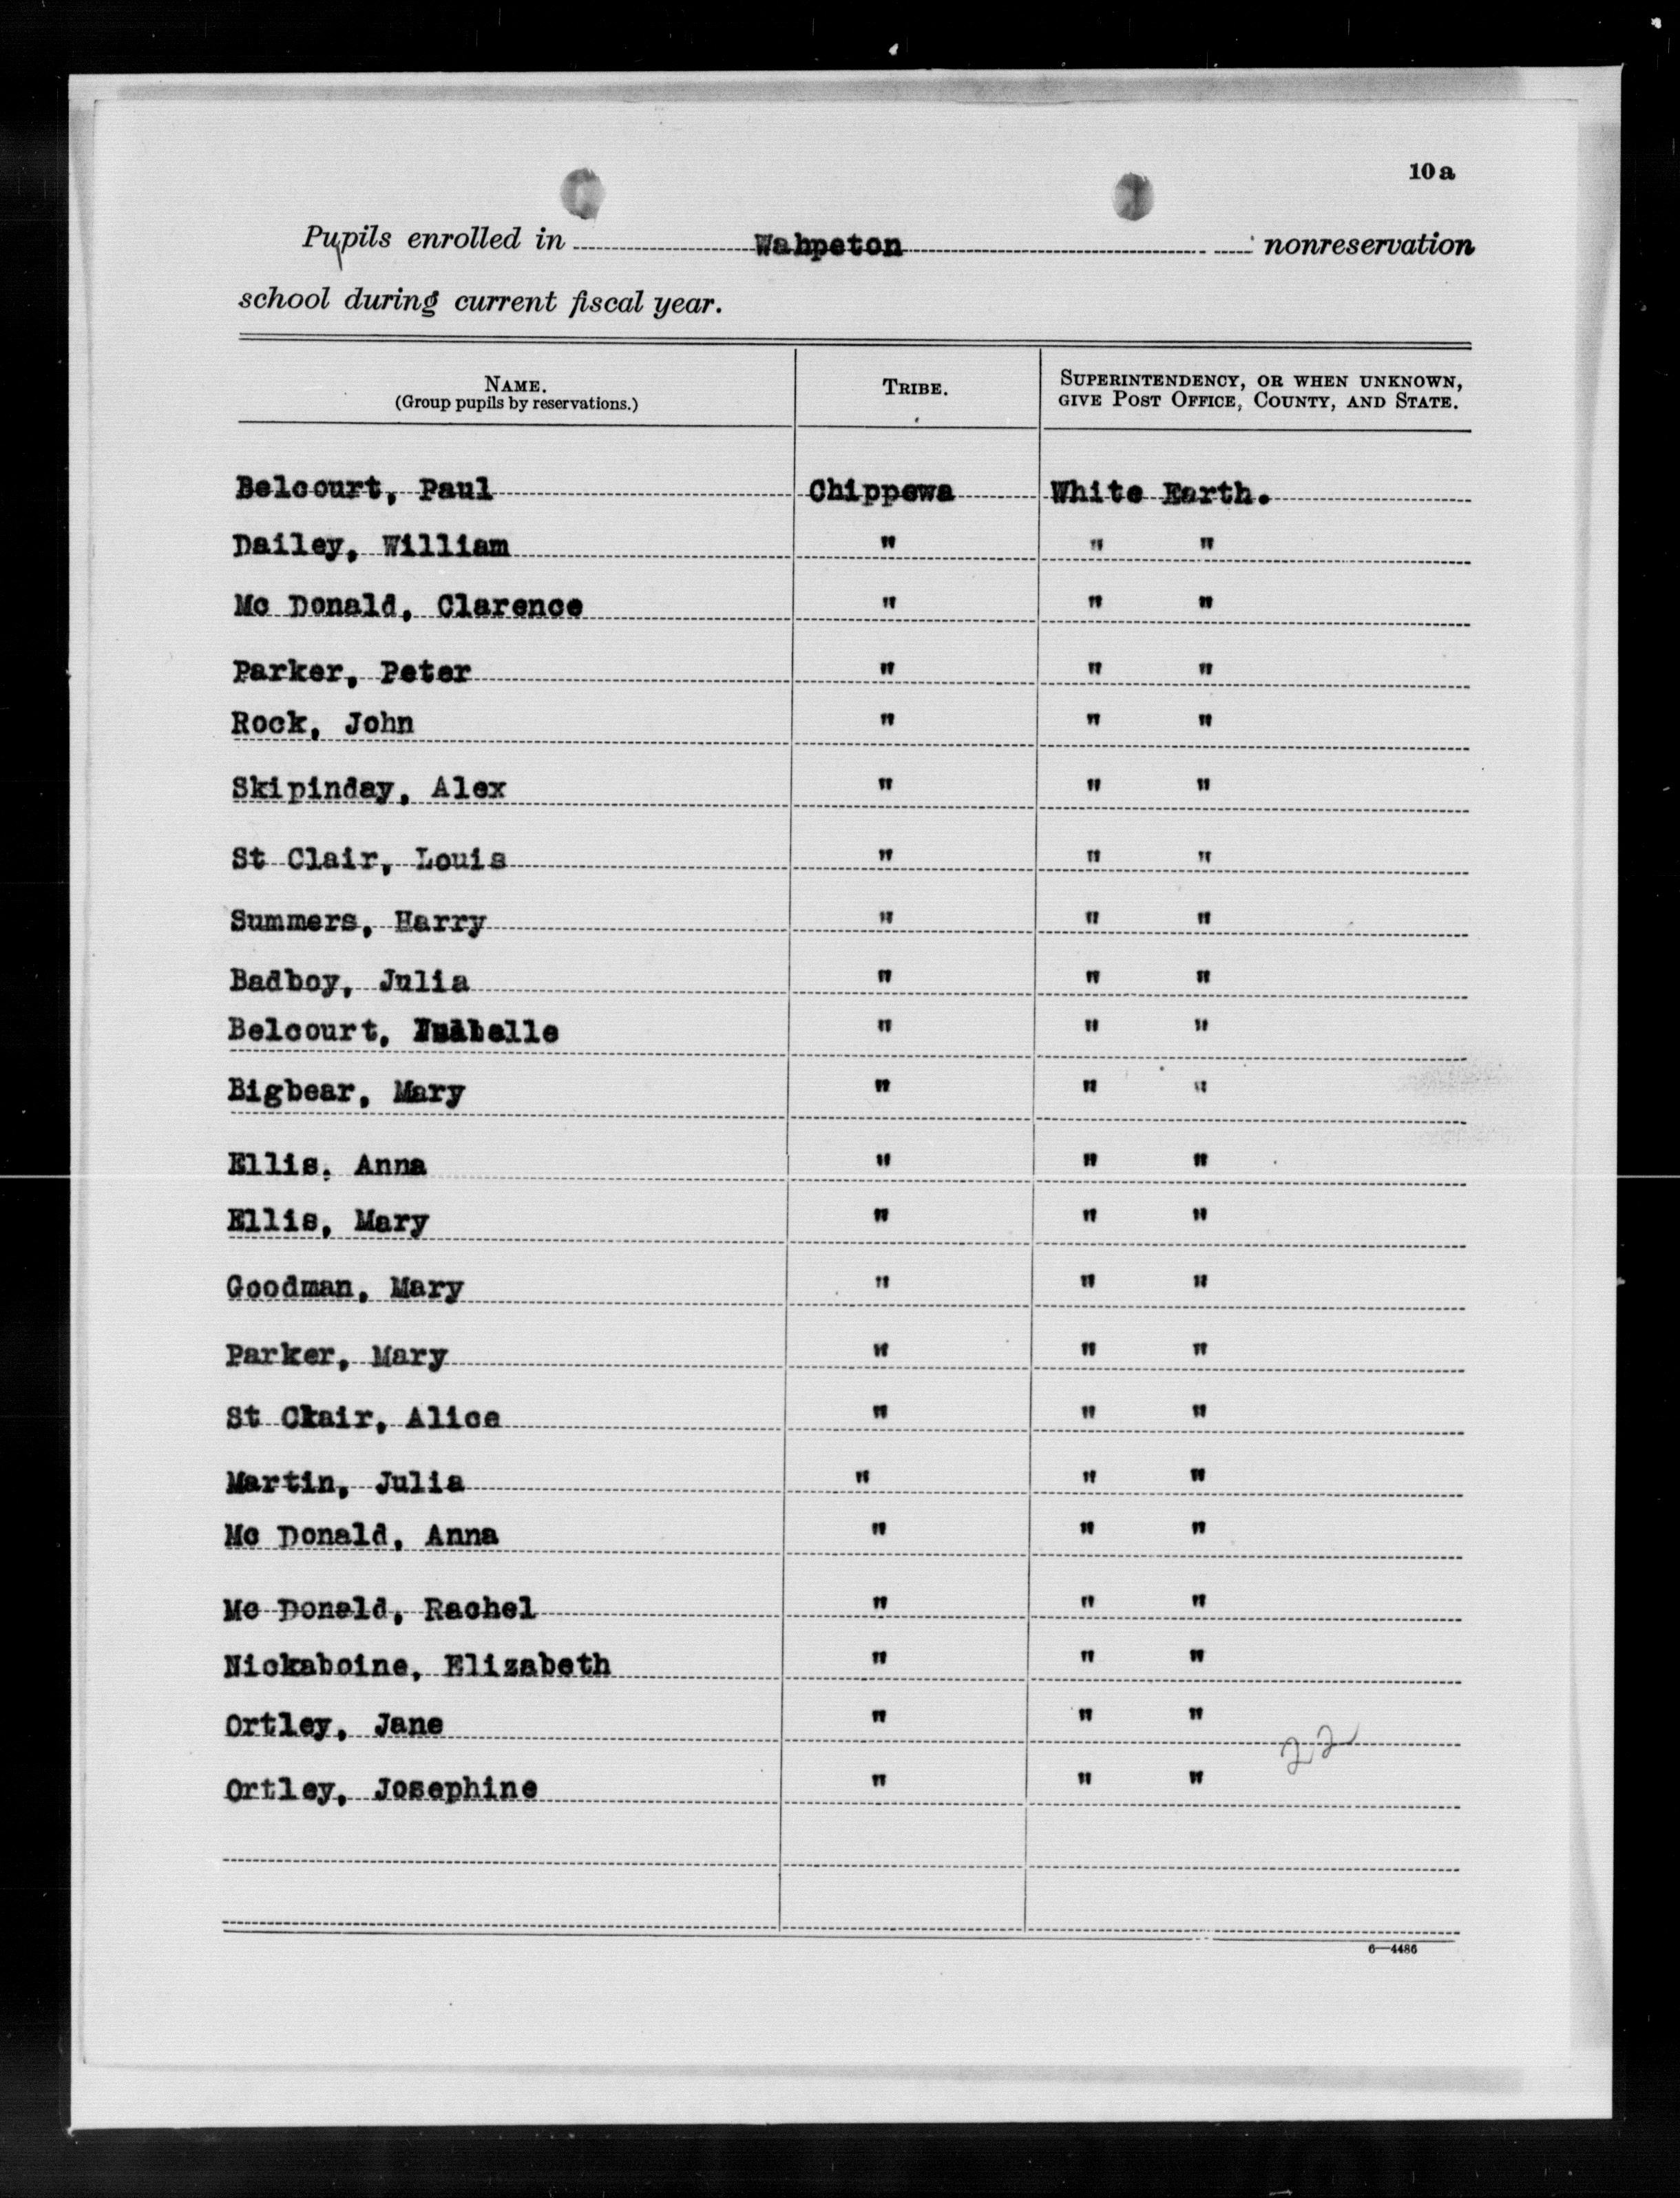 10a
Pupils enrolled in Wahpeton nonreservation
school during current fiscal year.
NAME. TRIBE. SUPERINTENDENCY, OR WHEN UNKNOWN,
(Group pupils by reservations.) GIVE POST OFFICE, COUNTY, AND STATE.
Belcourt, Paul Chippewa White Earth.
Dailey, William " " "
Mc Donald, Clarence " " "
Parker, Peter " " "
Rock, John " " "
Skipinday, Alex " " "
St Clair, Louis " " "
Summers, Harry " " "
Badboy, Julia " " "
Belcourt, " " "
Bigbear, Mary " " "
Ellis, Anna " " "
Ellis, Mary " " "
Goodman, Mary " " "
Parker, Mary " " "
St Clair, Alice " " "
Martin, Julia " " "
Mc Donald, Anna " " "
Mc Donald, Rachel " " "
Nickaboine, Elizabeth " " "
Ortley, Jane " " "
22
Ortley, Josephine " " "
6—4486